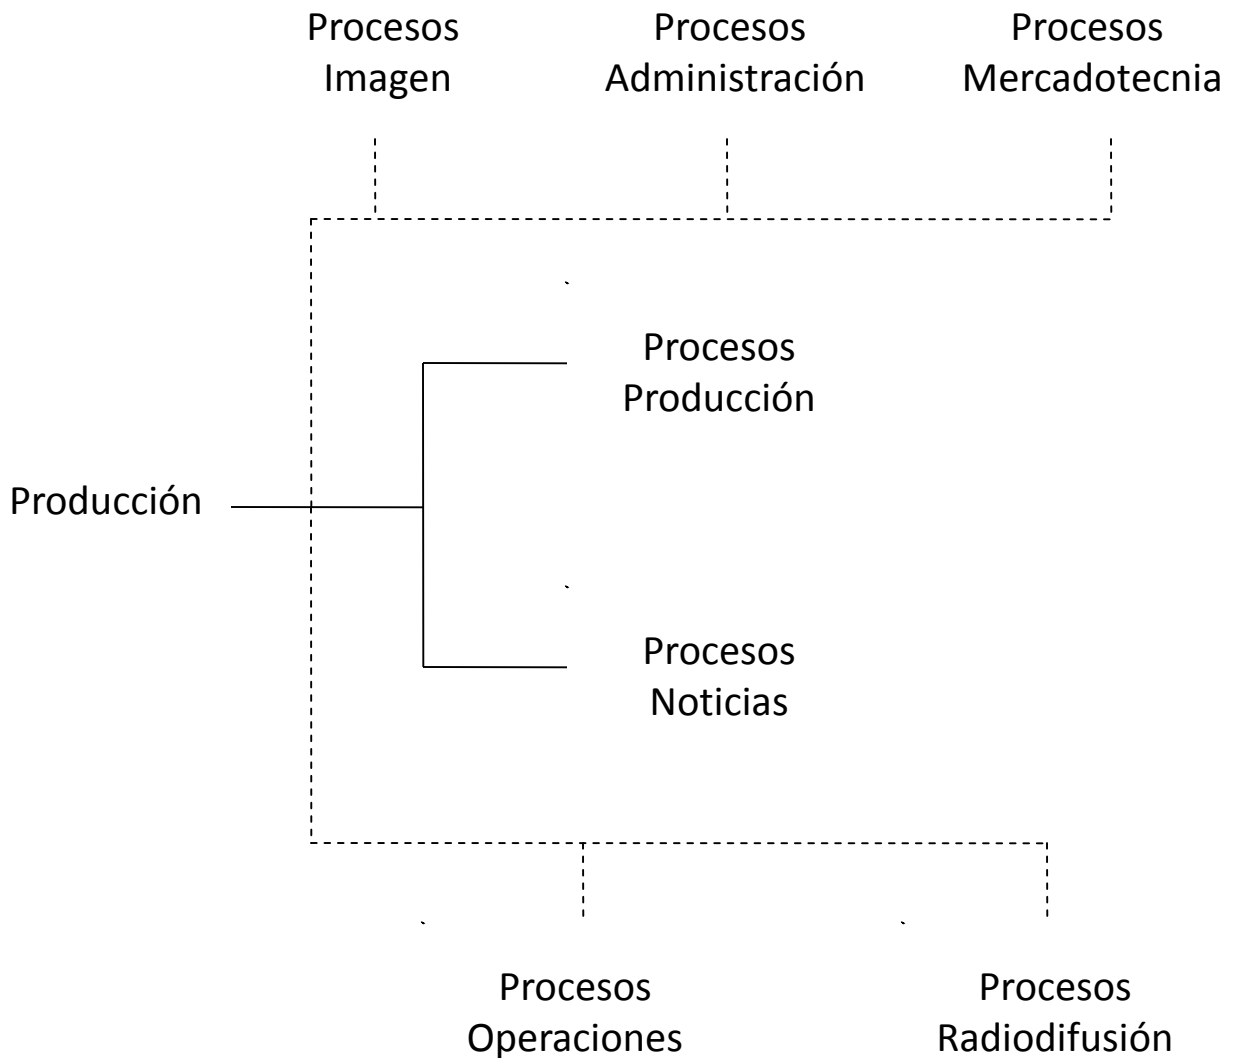 Procesos
Imagen
Procesos
Administración
Procesos
Mercadotecnia
Procesos
Producción
Producción
Procesos
Noticias
Procesos
Operaciones
Procesos
Radiodifusión